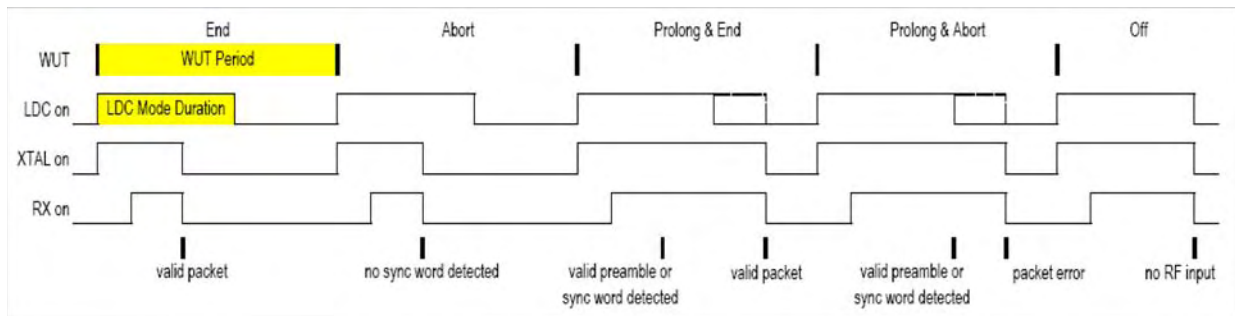 End Abort Prolong & End Prolong & Abort Off
WUT WUT Period
LDC on LDC Mode Duration
XTAL on
RX on
valid packet no sync word detected valid preamble or valid packet valid preamble or packet error no RF input
sync word detected sync word detected